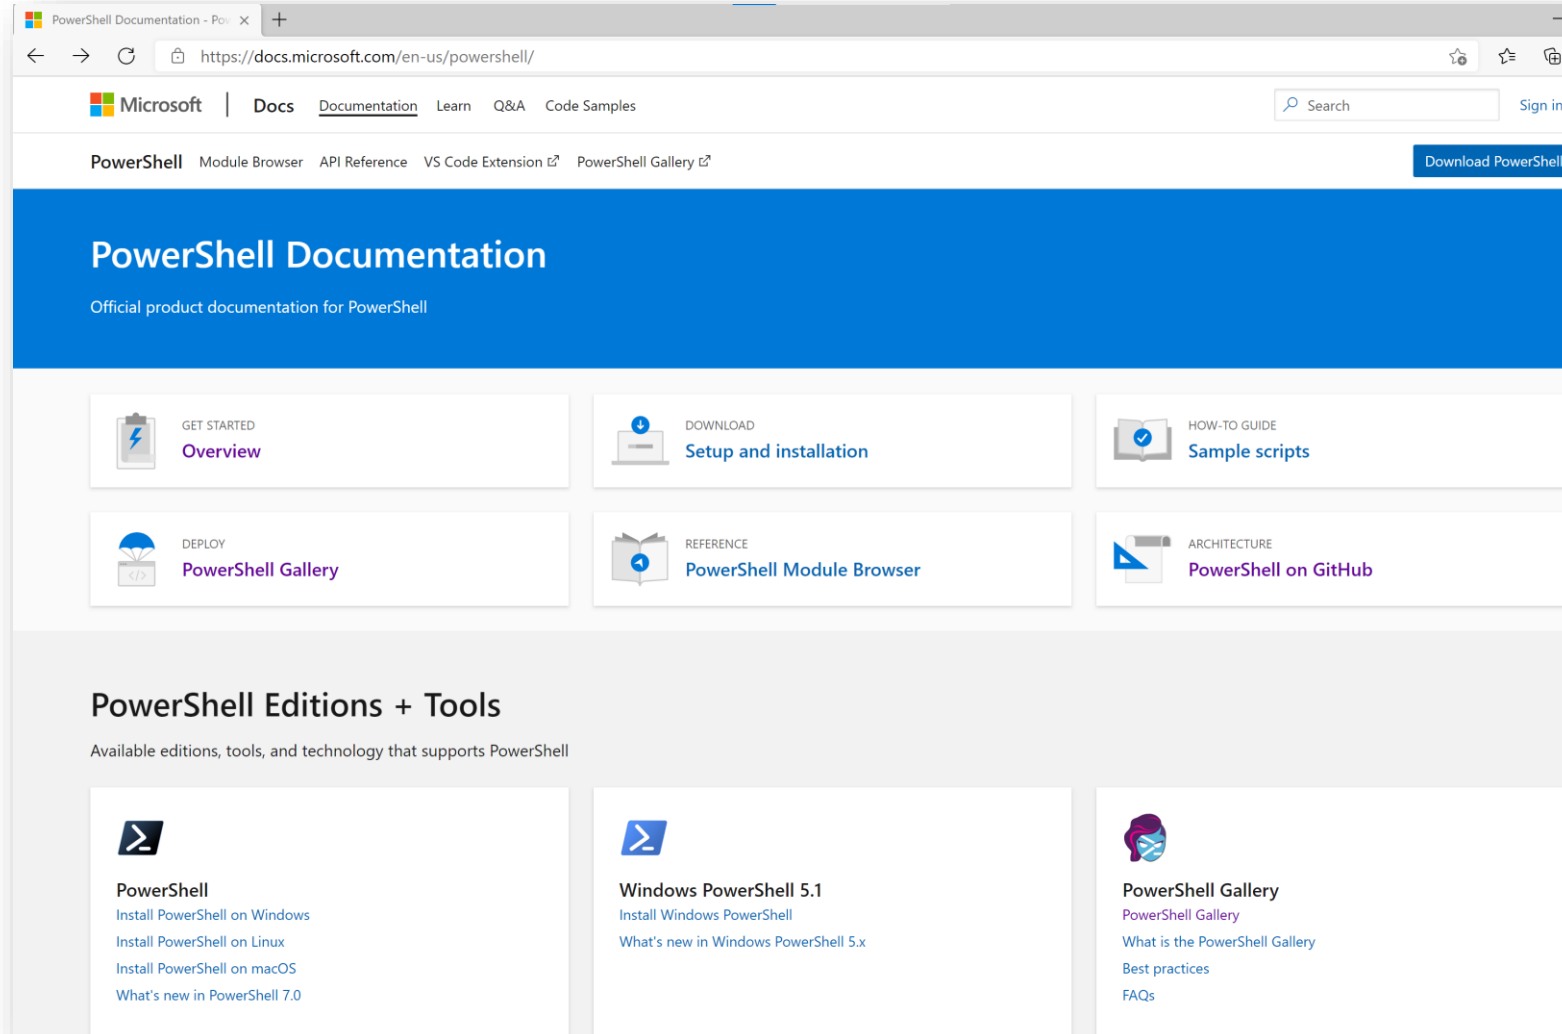 PowerShell Documentation - Pow
https://docs.microsoft.com/en-us/powershell/
Microsoft | Docs Documentation Learn Q&A Code Samples Search Sign in
PowerShell Module Browser API Reference VS Code Extension PowerShell Gallery Download PowerShell
PowerShell Documentation
Official product documentation for PowerShell
GET STARTED
Overview
DOWNLOAD
Setup and installation
HOW-TO GUIDE
Sample scripts
DEPLOY
PowerShell Gallery
REFERENCE
PowerShell Module Browser
ARCHITECTURE
PowerShell on GitHub
PowerShell Editions + Tools
Available editions, tools, and technology that supports PowerShell
PowerShell
Install PowerShell on Windows
Install PowerShell on Linux
Install PowerShell on macOS
What's new in PowerShell 7.0
Windows PowerShell 5.1
Install Windows PowerShell
What's new in Windows PowerShell 5.x
PowerShell Gallery
PowerShell Gallery
What is the PowerShell Gallery
Best practices
FAQs